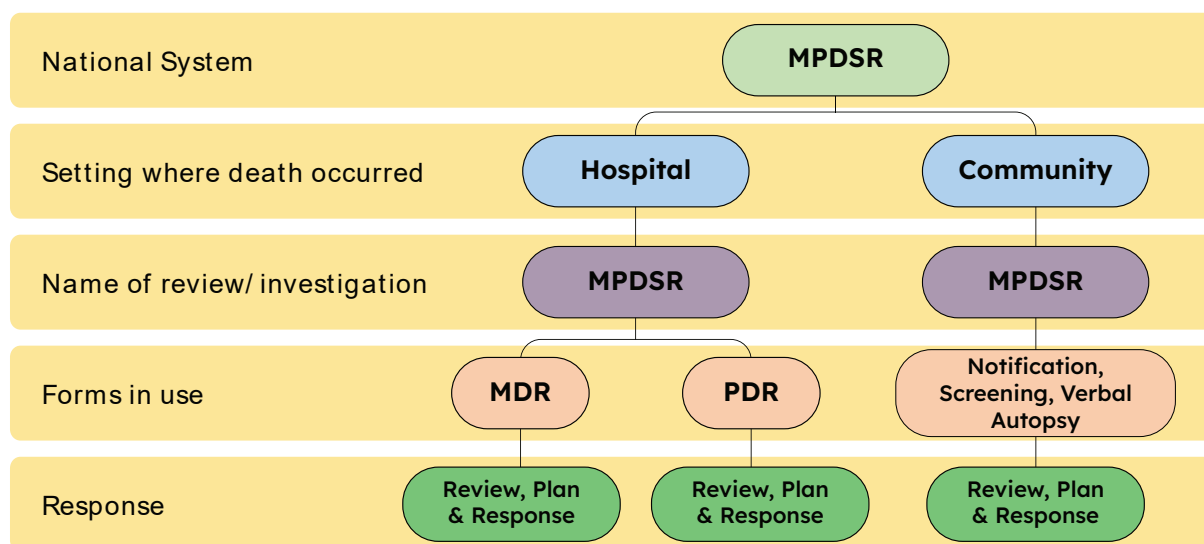 National System
MPDSR
Setting where death occurred
Hospital
Community
Name of review/ investigation
MPDSR
MPDSR
Forms in use
MDR
PDR
Notification,
Screening, Verbal
Autopsy
Response
Review, Plan
& Response
Review, Plan
& Response
Review, Plan
& Response